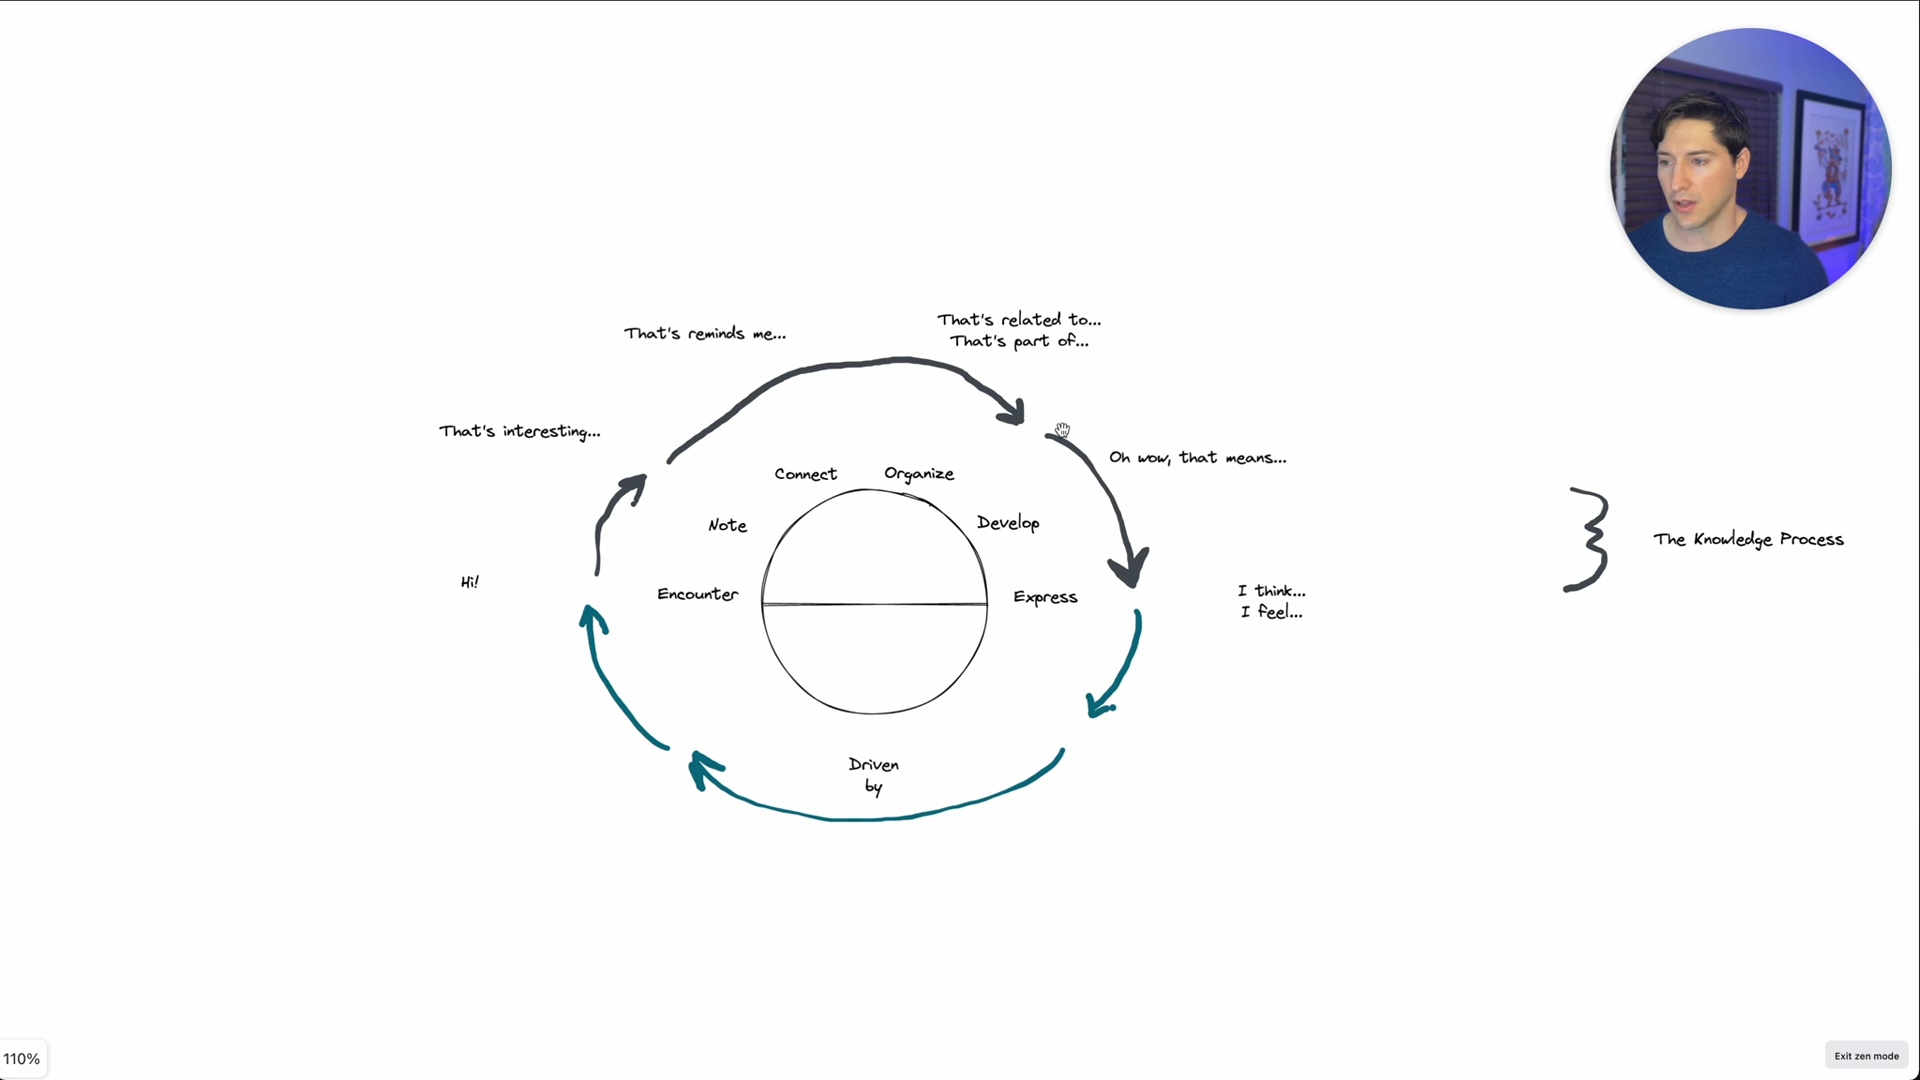 That's related to...
That's reminds me...
That's part of...
That's interesting...
Oh wow, that means...
Connect
Organize
Note
Develop
The Knowledge Process
Hi!
Encounter
Express
I think...
I feel...
Driven
by
110%
Exit zen mode